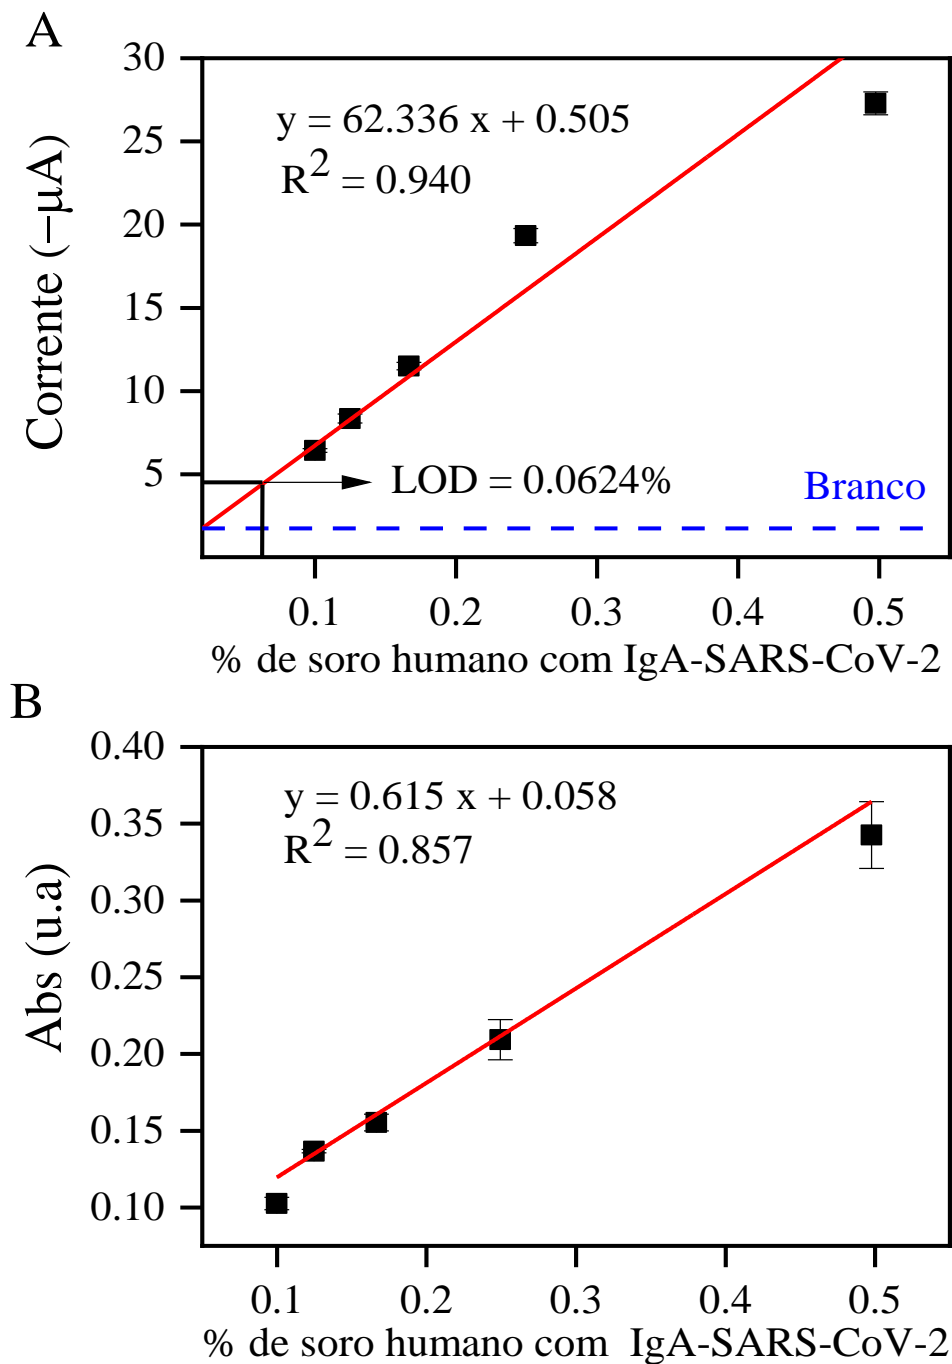 A
30
25
20
15
10
5
Corrente (−µA)
y = 62.336 x + 0.505
R² = 0.940
LOD = 0.0624%
Branco
0.1 0.2 0.3 0.4 0.5
% de soro humano com IgA-SARS-CoV-2
B
0.40
0.35
0.30
0.25
0.20
0.15
0.10
Abs (u.a)
y = 0.615 x + 0.058
R² = 0.857
0.1 0.2 0.3 0.4 0.5
% de soro humano com IgA-SARS-CoV-2